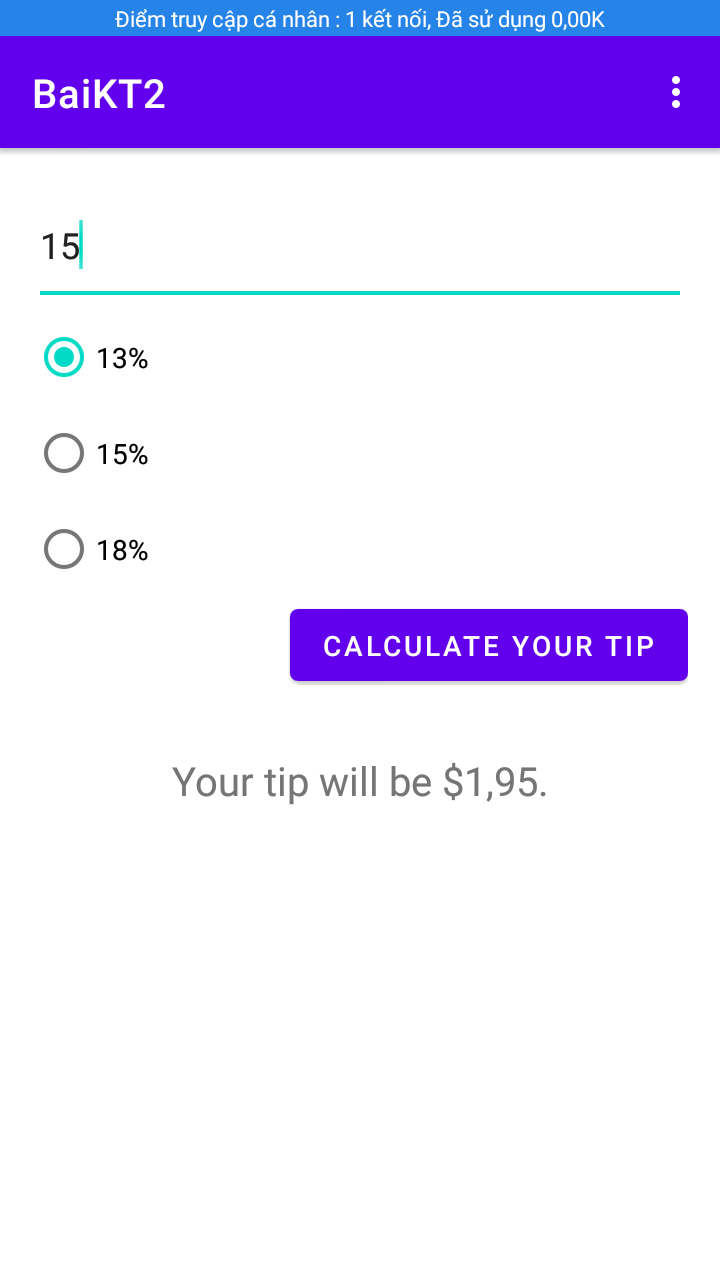 Điểm truy cập cá nhân : 1 kết nối, Đã sử dụng 0,00K
BaiKT2
15
13%
15%
18%
CALCULATE YOUR TIP
Your tip will be $1,95.